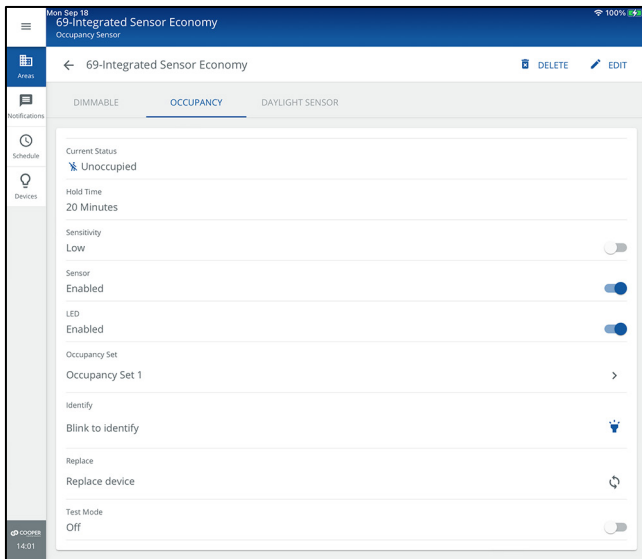 Mon Sep 18
100%
69-Integrated Sensor Economy
Occupancy Sensor
69-Integrated Sensor Economy
DELETE
EDIT
Areas
Notifications
Schedule
Devices
DIMMABLE
OCCUPANCY
DAYLIGHT SENSOR
Current Status
Unoccupied
Hold Time
20 Minutes
Sensitivity
Low
Sensor
Enabled
LED
Enabled
Occupancy Set
Occupancy Set 1
Identify
Blink to identify
Replace
Replace device
Test Mode
Off
COOPER
14:01